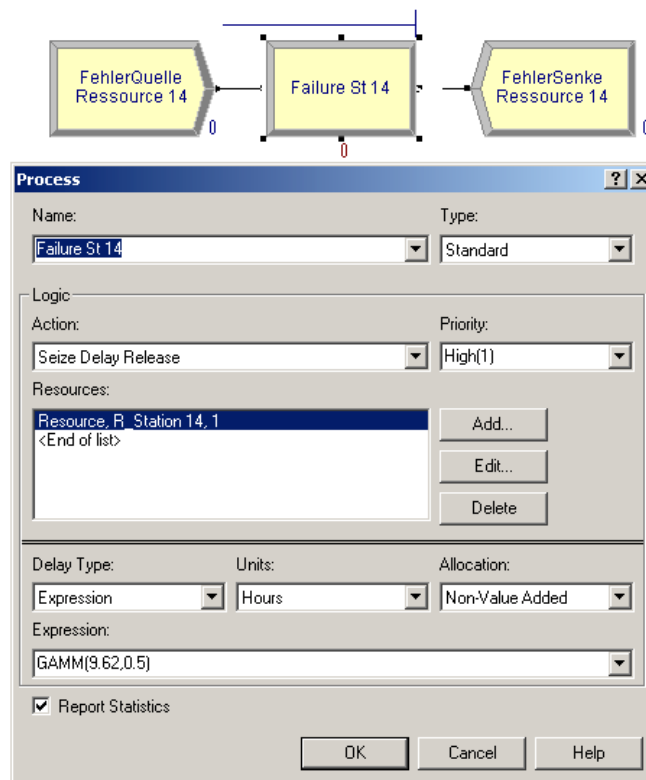 FehlerQuelle
Ressource 14
0
Failure St 14
0
FehlerSenke
Ressource 14
0
Process
Name:
Type:
Failure St 14
Standard
Logic
Action:
Priority:
Seize Delay Release
High(1)
Resources:
Resource, R_Station 14, 1
<End of list>
Add...
Edit...
Delete
Delay Type:
Units:
Allocation:
Expression
Hours
Non-Value Added
Expression:
GAMM(9.62,0.5)
Report Statistics
OK
Cancel
Help